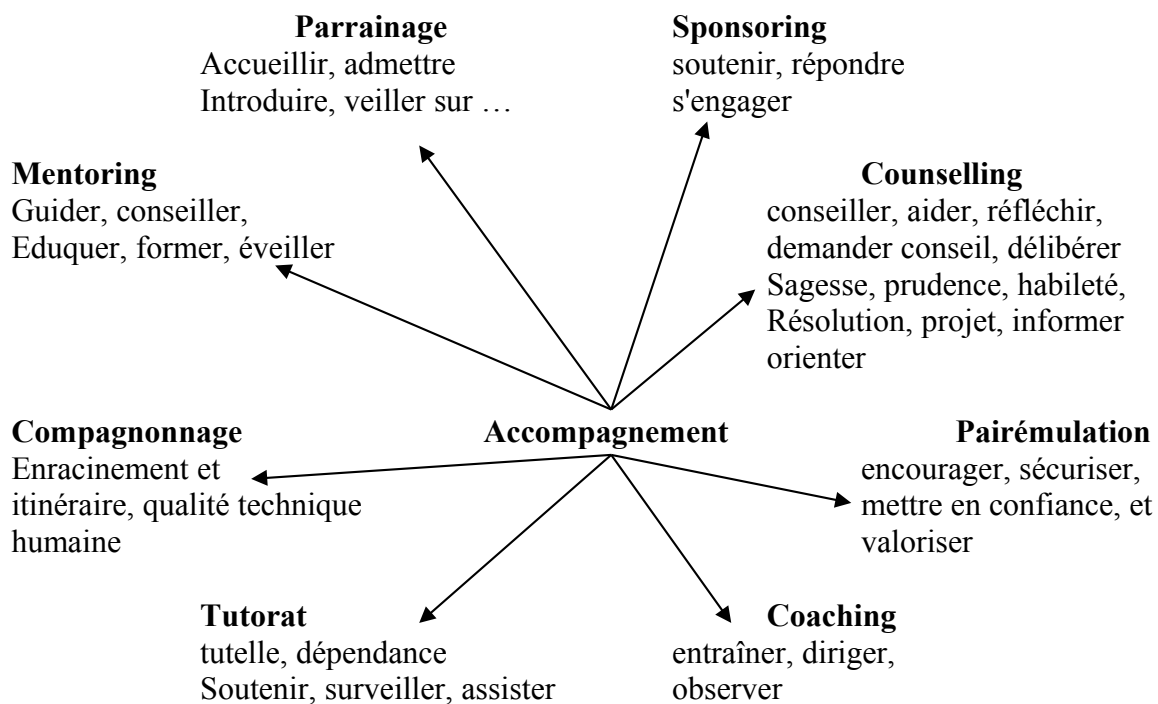 Parrainage
Accueillir, admettre
Introduire, veiller sur …
Sponsoring
soutenir, répondre
s'engager
Mentoring
Guider, conseiller,
Eduquer, former, éveiller
Counselling
conseiller, aider, réfléchir,
demander conseil, délibérer
Sagesse, prudence, habileté,
Résolution, projet, informer
orienter
Compagnonnage
Enracinement et
itinéraire, qualité technique
humaine
Accompagnement
Pairémulation
encourager, sécuriser,
mettre en confiance, et
valoriser
Tutorat
tutelle, dépendance
Soutenir, surveiller, assister
Coaching
entraîner, diriger,
observer